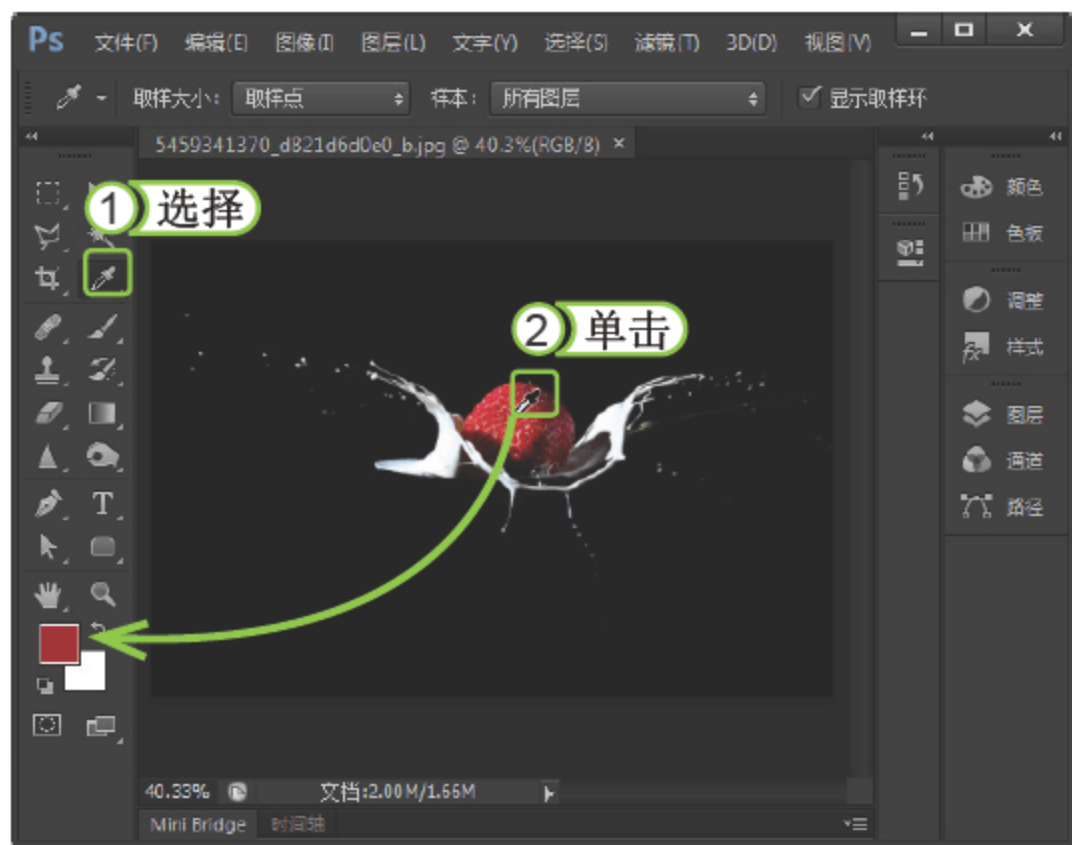 Ps 文件(F) 编辑(E) 图像(I) 图层(L) 文字(Y) 选择(S) 滤镜(T) 3D(D) 视图(V)
取样大小: 取样点 样本: 所有图层 显示取样环
5459341370_d821d6d0e0_b.jpg @ 40.3%(RGB/8) ×
1 选择
2 单击
颜色
色板
调整
样式
图层
通道
路径
T
40.33% 文档:2.00M/1.66M
Mini Bridge 时间轴